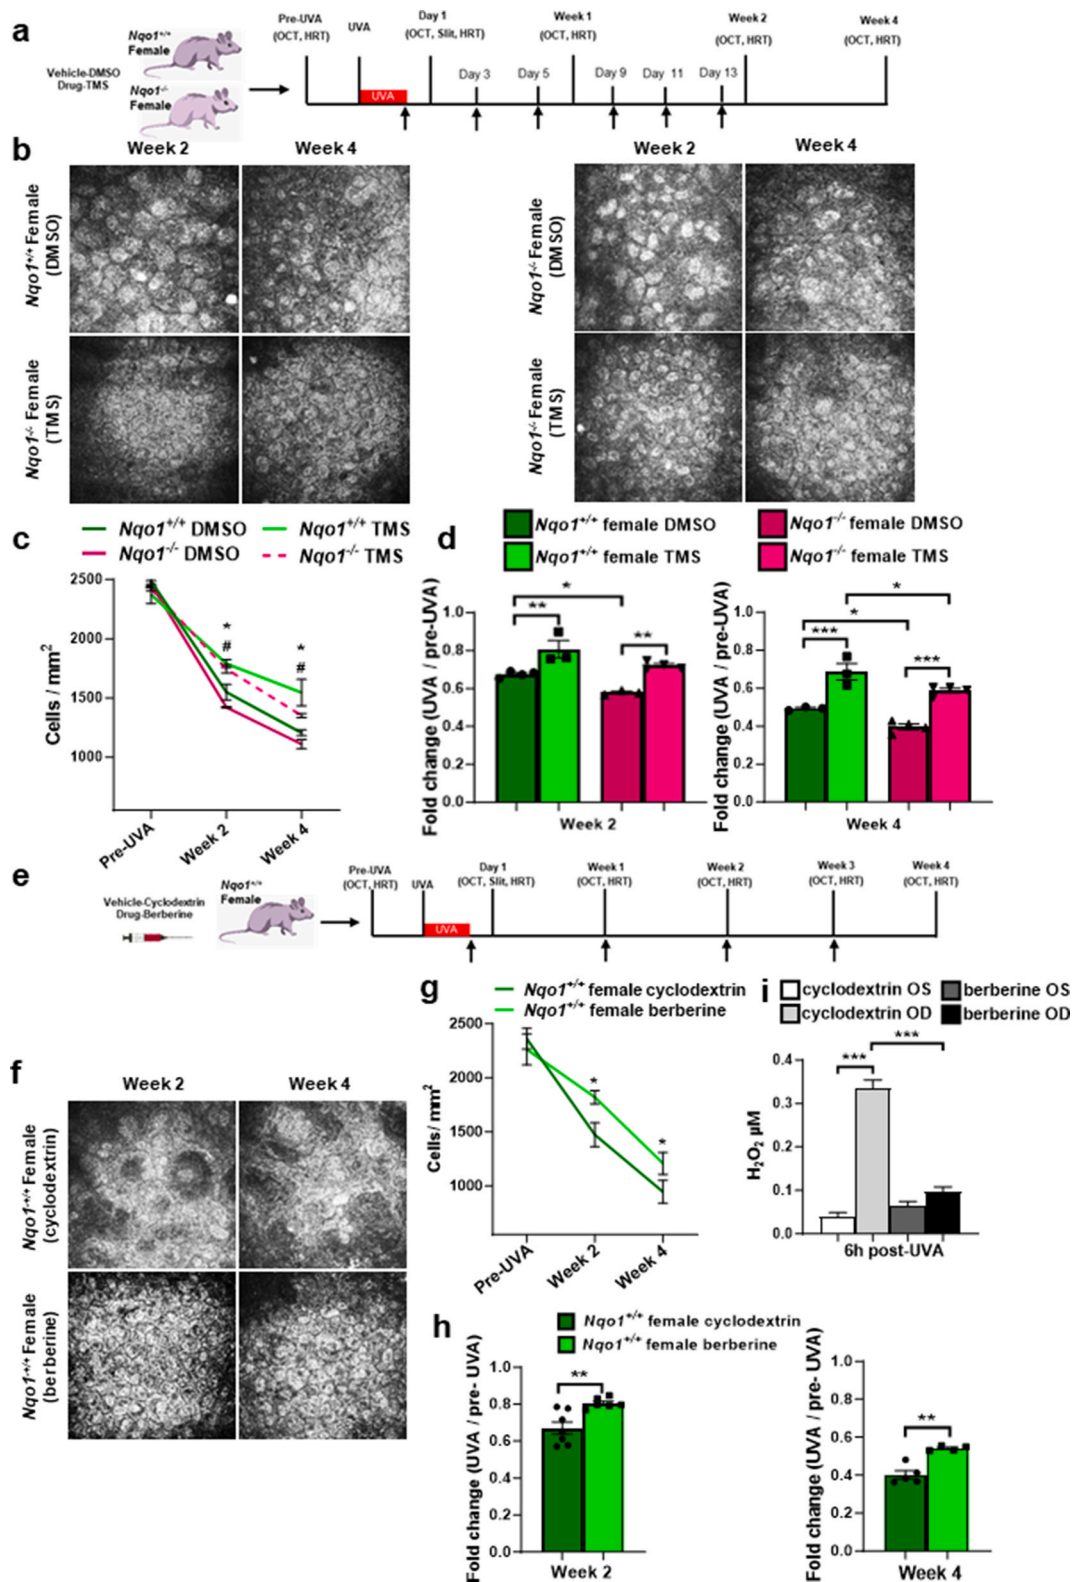 a
Nqo1+/+
Female
Vehicle-DMSO
Drug-TMS
Nqo1-/-
Female
Pre-UVA
(OCT, HRT)
UVA
Day 1
(OCT, Slit, HRT)
Week 1
(OCT, HRT)
Week 2
(OCT, HRT)
Week 4
(OCT, HRT)
UVA
Day 3
Day 5
Day 9
Day 11
Day 13
b
Week 2
Week 4
Nqo1+/+ Female
(DMSO)
Nqo1-/- Female
(TMS)
Week 2
Week 4
Nqo1-/- Female
(DMSO)
Nqo1-/- Female
(TMS)
c
Nqo1+/+ DMSO
Nqo1+/+ TMS
Nqo1-/- DMSO
Nqo1-/- TMS
Cells / mm2
2500
2000
1500
1000
*
#
*
#
Pre-UVA
Week 2
Week 4
d
Nqo1+/+ female DMSO
Nqo1+/+ female TMS
Nqo1-/- female DMSO
Nqo1-/- female TMS
Fold change (UVA / pre-UVA)
1.0
0.8
0.6
0.4
0.2
0.0
*
**
**
Week 2
Fold change (UVA / pre-UVA)
1.0
0.8
0.6
0.4
0.2
0.0
*
*
***
***
Week 4
e
Vehicle-Cyclodextrin
Drug-Berberine
Nqo1+/+
Female
Pre-UVA
(OCT, HRT)
UVA
Day 1
(OCT, Slit, HRT)
Week 1
(OCT, HRT)
Week 2
(OCT, HRT)
Week 3
(OCT, HRT)
Week 4
(OCT, HRT)
UVA
f
Week 2
Week 4
Nqo1+/+ Female
(cyclodextrin)
Nqo1+/+ Female
(berberine)
g
Nqo1+/+ female cyclodextrin
Nqo1+/+ female berberine
Cells/ mm2
2500
2000
1500
1000
*
*
Pre-UVA
Week 2
Week 4
i
cyclodextrin OS
berberine OS
cyclodextrin OD
berberine OD
H2O2 µM
0.4
0.3
0.2
0.1
0.0
***
***
6h post-UVA
h
Nqo1+/+ female cyclodextrin
Nqo1+/+ female berberine
Fold change (UVA / pre- UVA)
1.0
0.8
0.6
0.4
0.2
0.0
**
Week 2
Fold change (UVA / pre- UVA)
1.0
0.8
0.6
0.4
0.2
0.0
**
Week 4